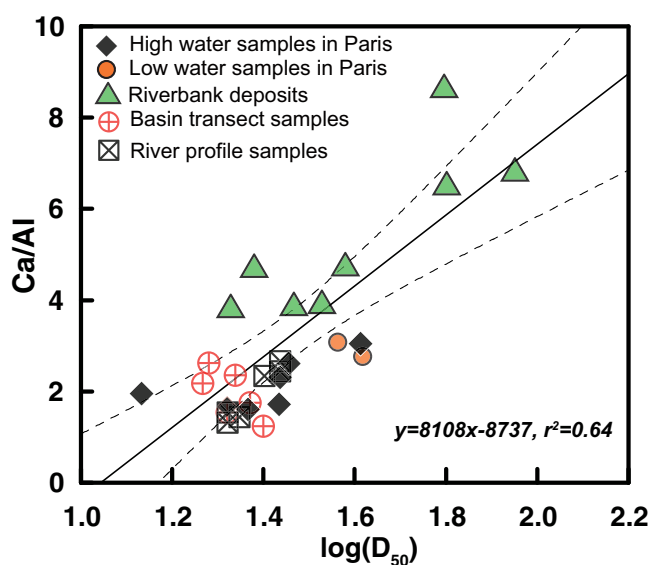 10
8
6
4
2
0
Ca/Al
High water samples in Paris
Low water samples in Paris
Riverbank deposits
Basin transect samples
River profile samples
y=8108x-8737, r²=0.64
1.0 1.2 1.4 1.6 1.8 2.0 2.2
log(D₅₀)